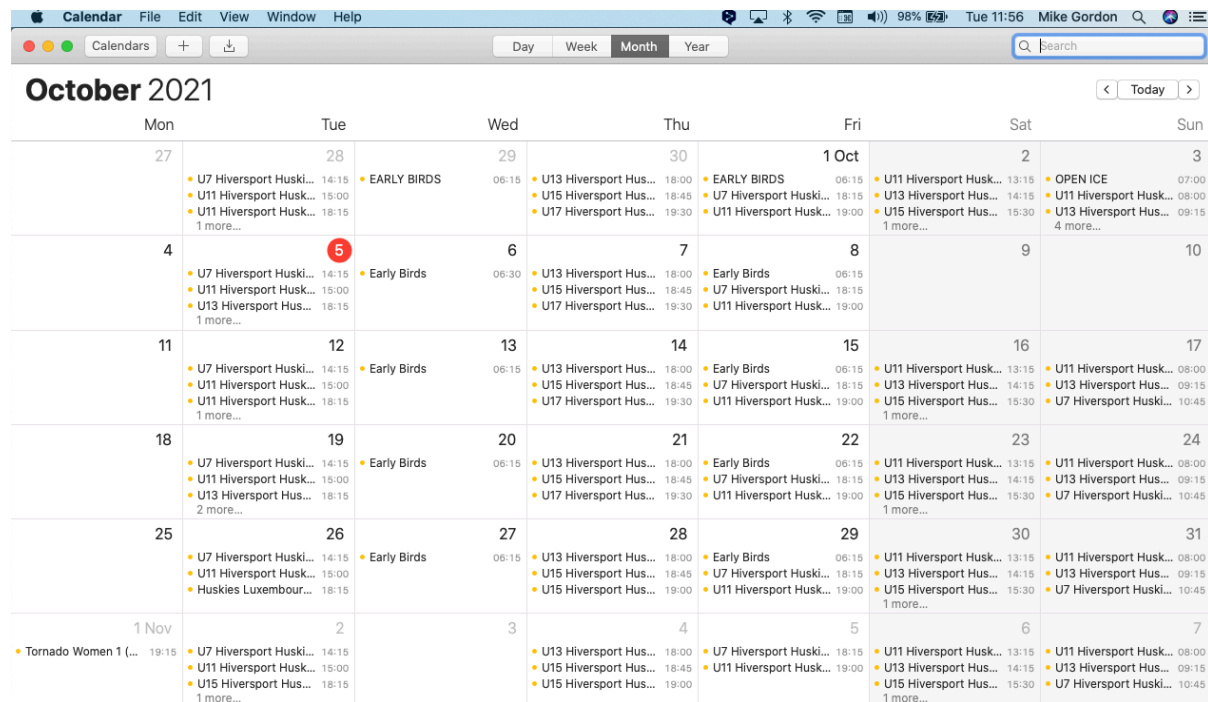 Calendar File Edit View Window Help 98% Tue 11:56 Mike Gordon
Calendars + Day Week Month Year Search
October 2021 < Today >
Mon Tue Wed Thu Fri Sat Sun
27 28 29 30 1 Oct 2 3
U7 Hiversport Huski... 14:15 EARLY BIRDS 06:15 U13 Hiversport Hus... 18:00 EARLY BIRDS 06:15 U11 Hiversport Husk... 13:15 OPEN ICE 07:00
U11 Hiversport Husk... 15:00 U15 Hiversport Hus... 18:45 U7 Hiversport Huski... 18:15 U13 Hiversport Hus... 14:15 U11 Hiversport Husk... 08:00
U11 Hiversport Husk... 18:15 U17 Hiversport Hus... 19:30 U11 Hiversport Husk... 19:00 U15 Hiversport Hus... 15:30 U13 Hiversport Hus... 09:15
1 more... 1 more... 4 more...
4 5 6 7 8 9 10
U7 Hiversport Huski... 14:15 Early Birds 06:30 U13 Hiversport Hus... 18:00 Early Birds 06:15
U11 Hiversport Husk... 15:00 U15 Hiversport Hus... 18:45 U7 Hiversport Huski... 18:15
U13 Hiversport Hus... 18:15 U17 Hiversport Hus... 19:30 U11 Hiversport Husk... 19:00
1 more...
11 12 13 14 15 16 17
U7 Hiversport Huski... 14:15 Early Birds 06:15 U13 Hiversport Hus... 18:00 Early Birds 06:15 U11 Hiversport Husk... 13:15 U11 Hiversport Husk... 08:00
U11 Hiversport Husk... 15:00 U15 Hiversport Hus... 18:45 U7 Hiversport Huski... 18:15 U13 Hiversport Hus... 14:15 U13 Hiversport Hus... 09:15
U11 Hiversport Husk... 18:15 U17 Hiversport Hus... 19:30 U11 Hiversport Husk... 19:00 U15 Hiversport Hus... 15:30 U7 Hiversport Huski... 10:45
1 more... 1 more...
18 19 20 21 22 23 24
U7 Hiversport Huski... 14:15 Early Birds 06:15 U13 Hiversport Hus... 18:00 Early Birds 06:15 U11 Hiversport Husk... 13:15 U11 Hiversport Husk... 08:00
U11 Hiversport Husk... 15:00 U15 Hiversport Hus... 18:45 U7 Hiversport Huski... 18:15 U13 Hiversport Hus... 14:15 U13 Hiversport Hus... 09:15
U13 Hiversport Hus... 18:15 U17 Hiversport Hus... 19:30 U11 Hiversport Husk... 19:00 U15 Hiversport Hus... 15:30 U7 Hiversport Huski... 10:45
2 more... 1 more...
25 26 27 28 29 30 31
U7 Hiversport Huski... 14:15 Early Birds 06:15 U13 Hiversport Hus... 18:00 Early Birds 06:15 U11 Hiversport Husk... 13:15 U11 Hiversport Husk... 08:00
U11 Hiversport Husk... 15:00 U15 Hiversport Hus... 18:45 U7 Hiversport Huski... 18:15 U13 Hiversport Hus... 14:15 U13 Hiversport Hus... 09:15
Huskies Luxembour... 18:15 U15 Hiversport Hus... 19:00 U11 Hiversport Husk... 19:00 U15 Hiversport Hus... 15:30 U7 Hiversport Huski... 10:45
1 more...
1 Nov 2 3 4 5 6 7
Tornado Women 1 (... 19:15 U7 Hiversport Huski... 14:15 U13 Hiversport Hus... 18:00 U7 Hiversport Huski... 18:15 U11 Hiversport Husk... 13:15 U11 Hiversport Husk... 08:00
U11 Hiversport Husk... 15:00 U15 Hiversport Hus... 18:45 U11 Hiversport Husk... 19:00 U13 Hiversport Hus... 14:15 U13 Hiversport Hus... 09:15
U15 Hiversport Hus... 18:15 U15 Hiversport Hus... 19:00 U15 Hiversport Hus... 15:30 U7 Hiversport Huski... 10:45
1 more... 1 more...